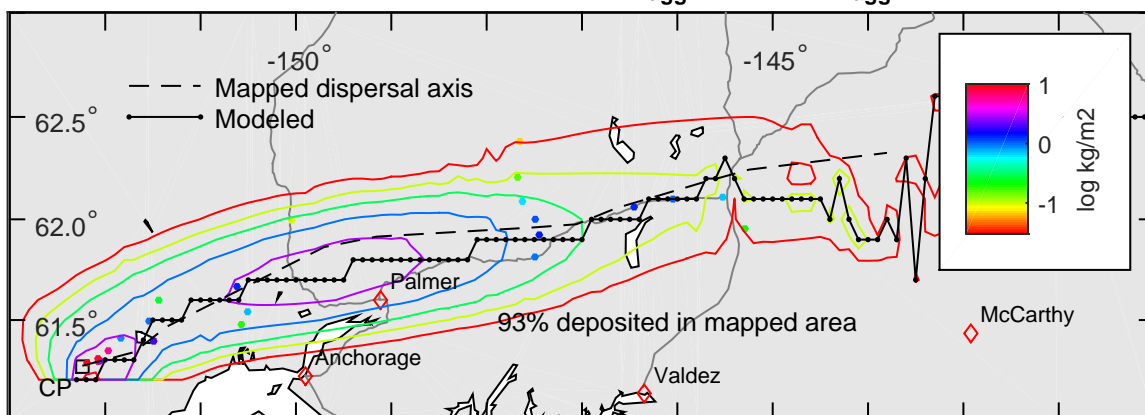 -150°
-145°
Mapped dispersal axis
Modeled
62.5°
62.0°
61.5°
1
0
-1
log kg/m2
Palmer
93% deposited in mapped area
McCarthy
Anchorage
CP
Valdez